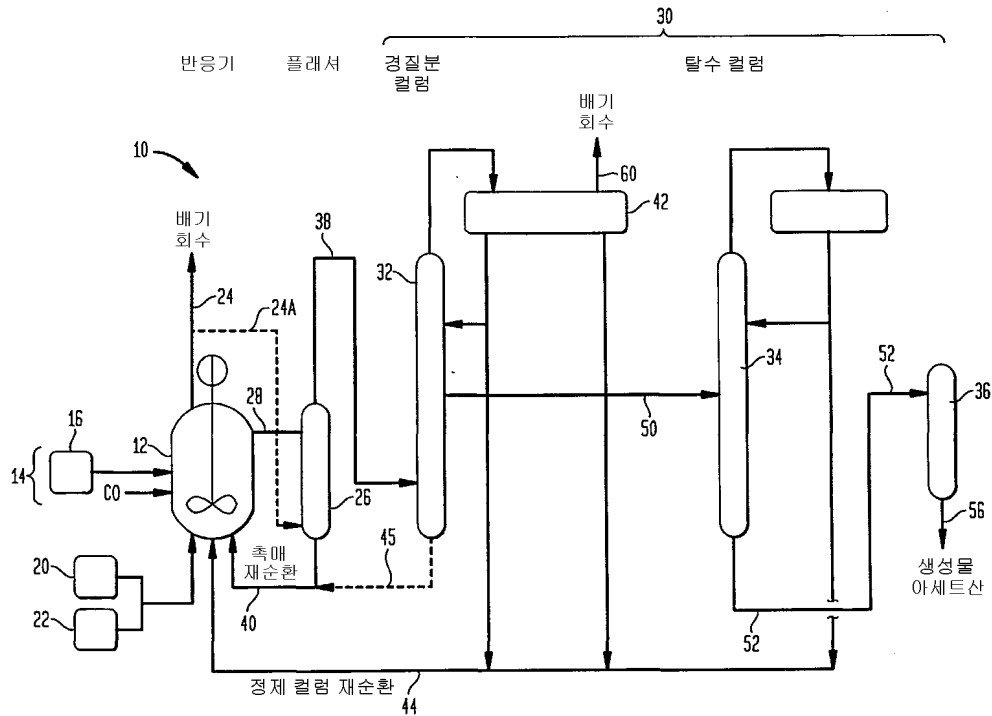 30
반응기
플래셔
경질분
컬럼
탈수 컬럼
배기
회수
10
60
42
배기
회수
38
32
24
24A
34
52
36
28
50
16
12
14
CO
26
56
촉매
재순환
45
생성물
아세트산
20
22
40
52
정제 컬럼 재순환
44